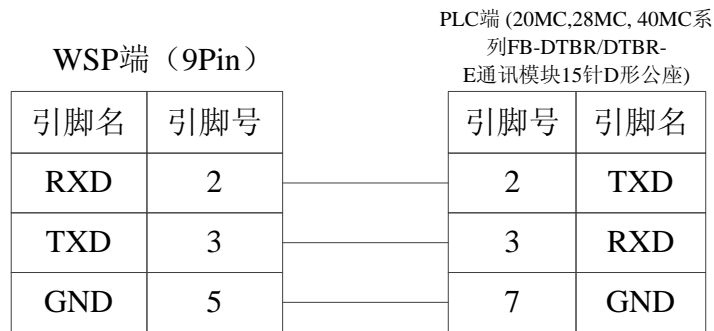 PLC端 (20MC,28MC, 40MC系
列FB-DTBR/DTBR-
E通讯模块15针D形公座)
WSP端（9Pin）
引脚名 引脚号 引脚号 引脚名
RXD 2 2 TXD
TXD 3 3 RXD
GND 5 7 GND